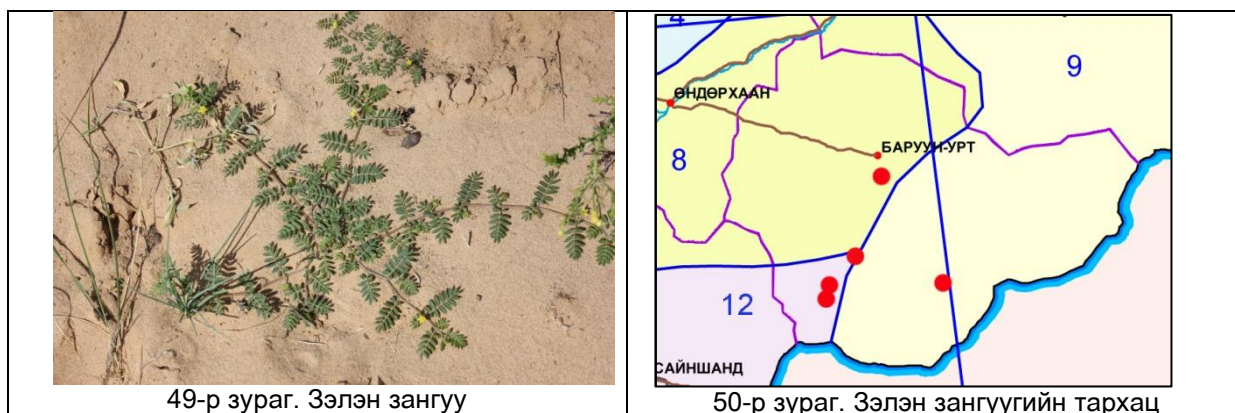 4
9
ӨНДӨРХААН
БАРУУН-УРТ
8
12
САЙНШАНД
49-р зураг. Зэлэн зангуу
50-р зураг. Зэлэн зангуугийн тархац